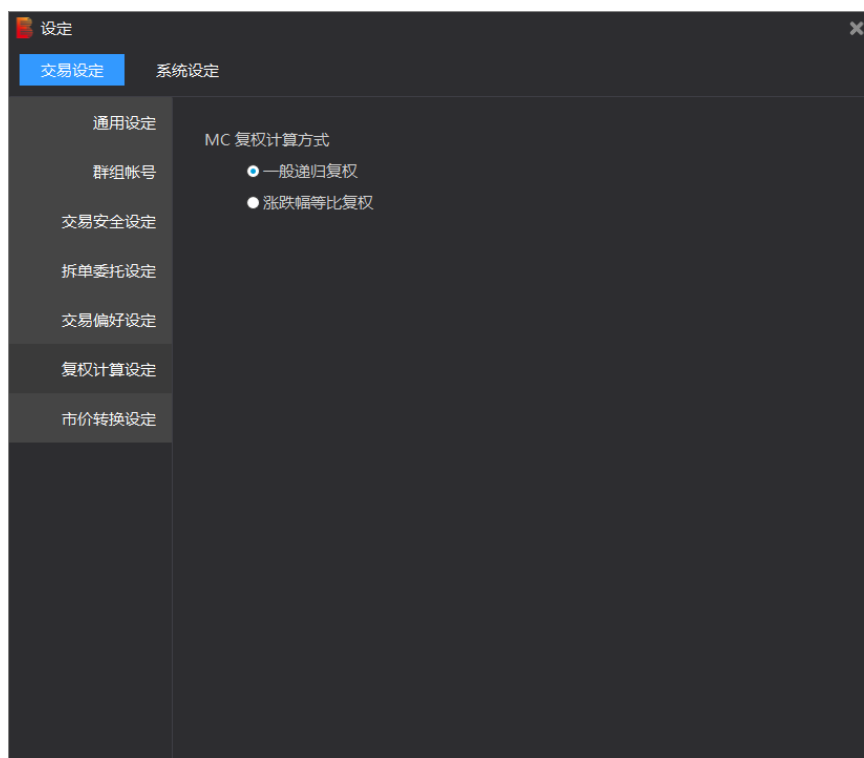 设定
交易设定
系统设定
通用设定
群组帐号
交易安全设定
拆单委托设定
交易偏好设定
复权计算设定
市价转换设定
MC 复权计算方式
一般递归复权
涨跌幅等比复权